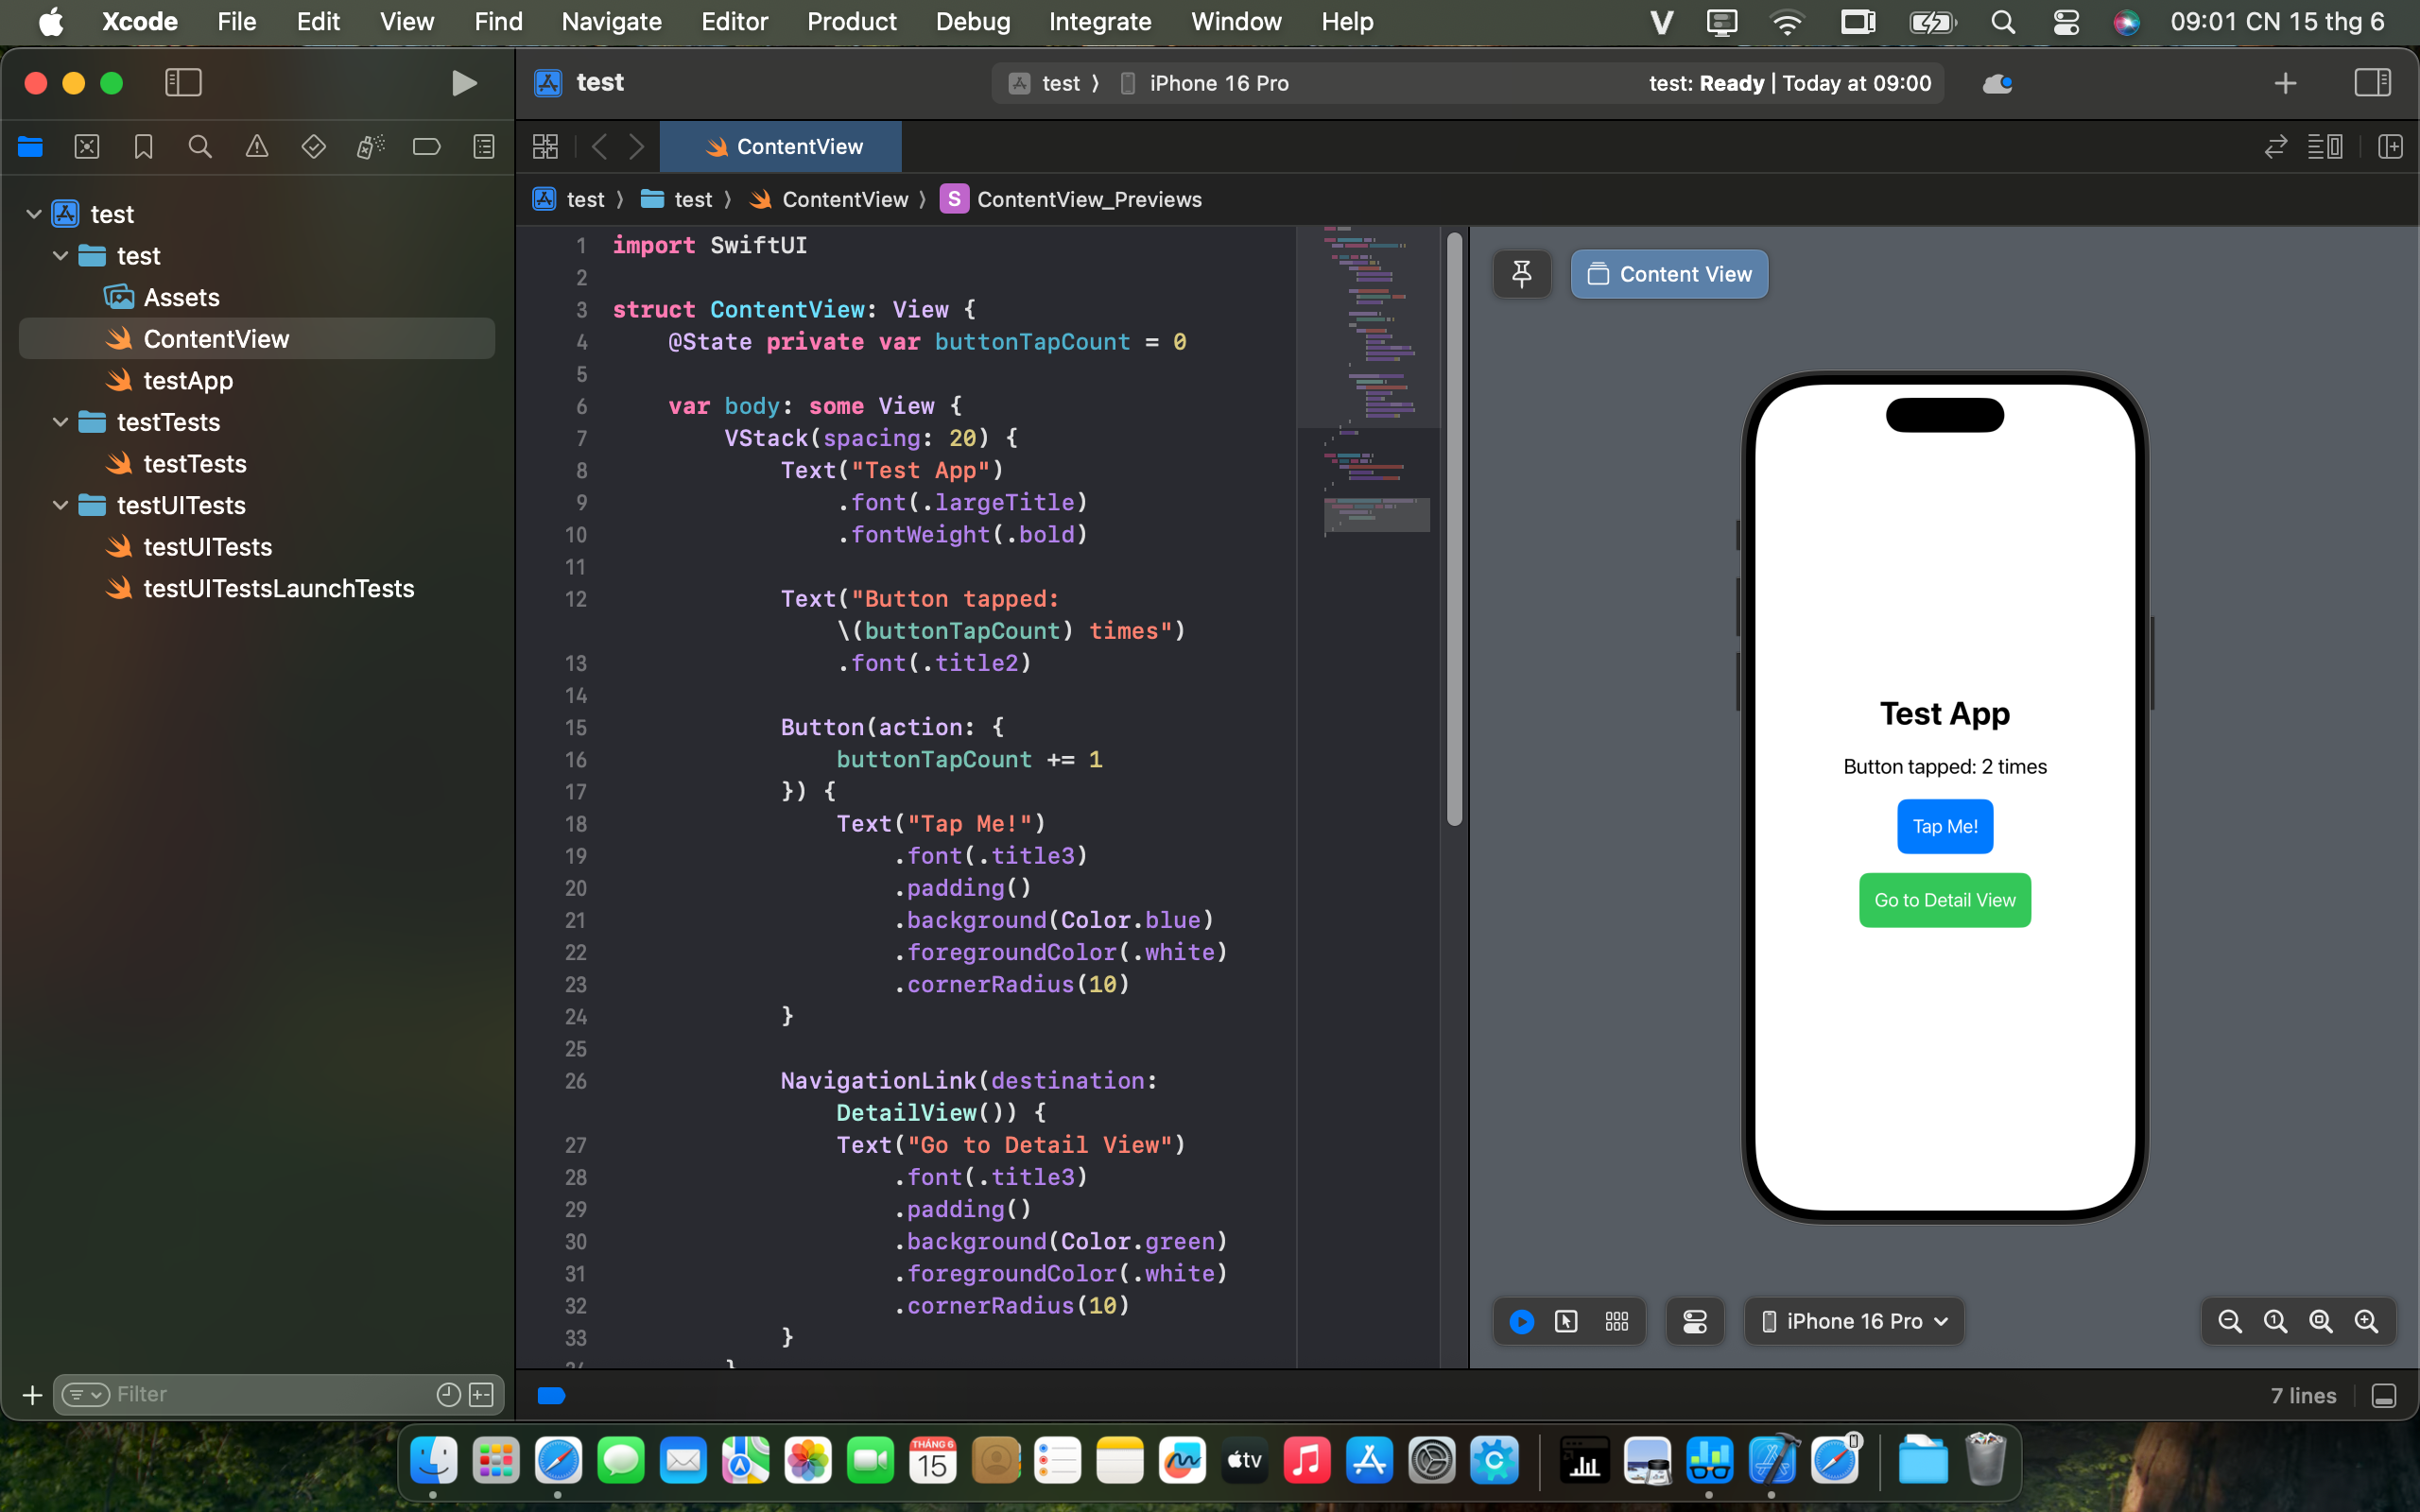 Xcode File Edit View Find Navigate Editor Product Debug Integrate Window Help 09:01 CN 15 thg 6
test test 〉 iPhone 16 Pro test: Ready | Today at 09:00
ContentView
test 〉 test 〉 ContentView 〉 S ContentView_Previews
test
test
Assets
ContentView
testApp
testTests
testTests
testUITests
testUITests
testUITestsLaunchTests
Filter
1 import SwiftUI
2
3 struct ContentView: View {
4 @State private var buttonTapCount = 0
5
6 var body: some View {
7 VStack(spacing: 20) {
8 Text("Test App")
9 .font(.largeTitle)
10 .fontWeight(.bold)
11
12 Text("Button tapped:
\(buttonTapCount) times")
13 .font(.title2)
14
15 Button(action: {
16 buttonTapCount += 1
17 }) {
18 Text("Tap Me!")
19 .font(.title3)
20 .padding()
21 .background(Color.blue)
22 .foregroundColor(.white)
23 .cornerRadius(10)
24 }
25
26 NavigationLink(destination:
DetailView()) {
27 Text("Go to Detail View")
28 .font(.title3)
29 .padding()
30 .background(Color.green)
31 .foregroundColor(.white)
32 .cornerRadius(10)
33 }
Content View
Test App
Button tapped: 2 times
Tap Me!
Go to Detail View
iPhone 16 Pro
7 lines
THÁNG 6
15
tv